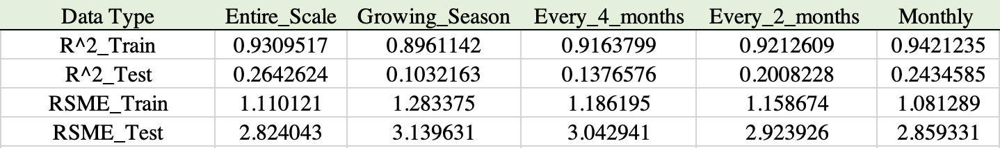 Data Type Entire_Scale Growing_Season Every_4_months Every_2_months Monthly
R^2_Train 0.9309517 0.8961142 0.9163799 0.9212609 0.9421235
R^2_Test 0.2642624 0.1032163 0.1376576 0.2008228 0.2434585
RSME_Train 1.110121 1.283375 1.186195 1.158674 1.081289
RSME_Test 2.824043 3.139631 3.042941 2.923926 2.859331